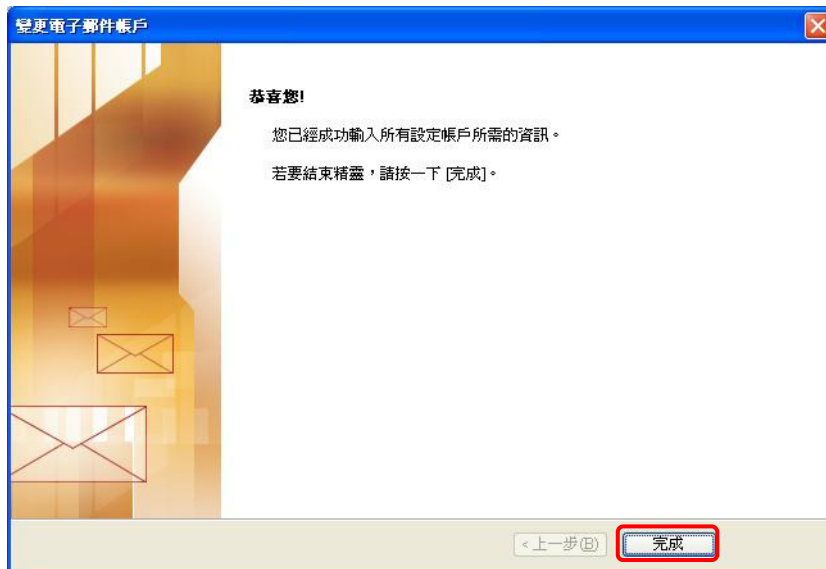 變更電子郵件帳戶
恭喜您!
您已經成功輸入所有設定帳戶所需的資訊。
若要結束精靈，請按一下 [完成]。
<上一步(B)
完成